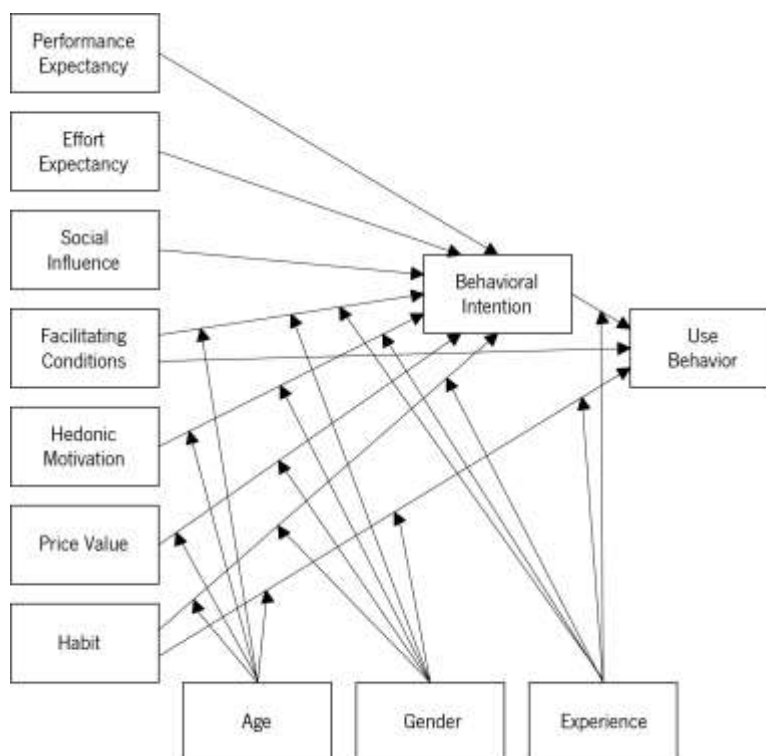 Performance
Expectancy
Effort
Expectancy
Social
Influence
Behavioral
Intention
Facilitating
Conditions
Use
Behavior
Hedonic
Motivation
Price Value
Habit
Age
Gender
Experience